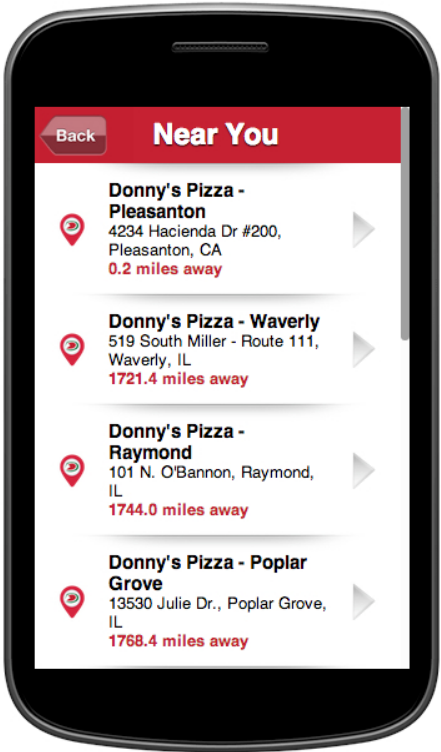 Back
Near You
Donny's Pizza -
Pleasanton
4234 Hacienda Dr #200,
Pleasanton, CA
0.2 miles away
Donny's Pizza - Waverly
519 South Miller - Route 111,
Waverly, IL
1721.4 miles away
Donny's Pizza -
Raymond
101 N. O'Bannon, Raymond,
IL
1744.0 miles away
Donny's Pizza - Poplar
Grove
13530 Julie Dr., Poplar Grove,
IL
1768.4 miles away